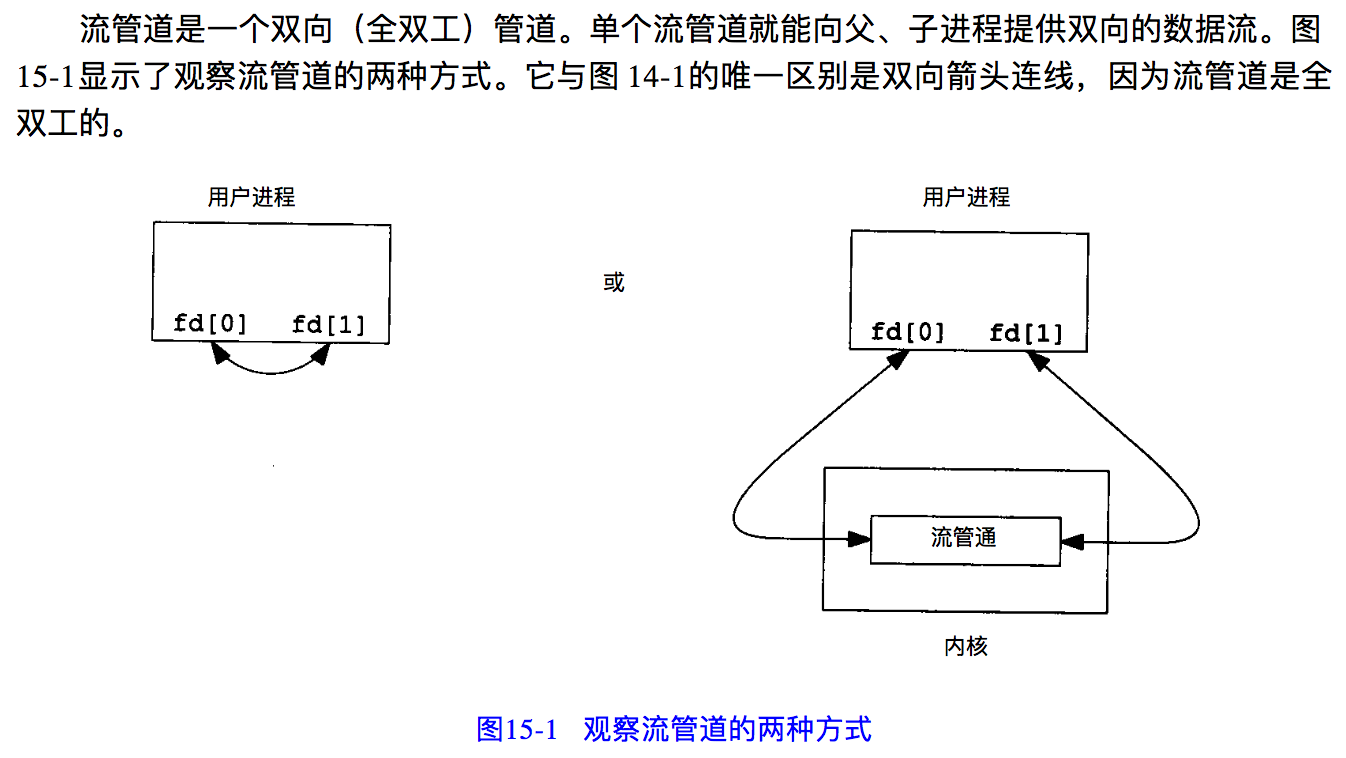 流管道是一个双向（全双工）管道。单个流管道就能向父、子进程提供双向的数据流。图
15-1显示了观察流管道的两种方式。它与图 14-1的唯一区别是双向箭头连线，因为流管道是全
双工的。
用户进程
用户进程
或
fd[0]
fd[1]
fd[0]
fd[1]
流管通
内核
图15-1 观察流管道的两种方式